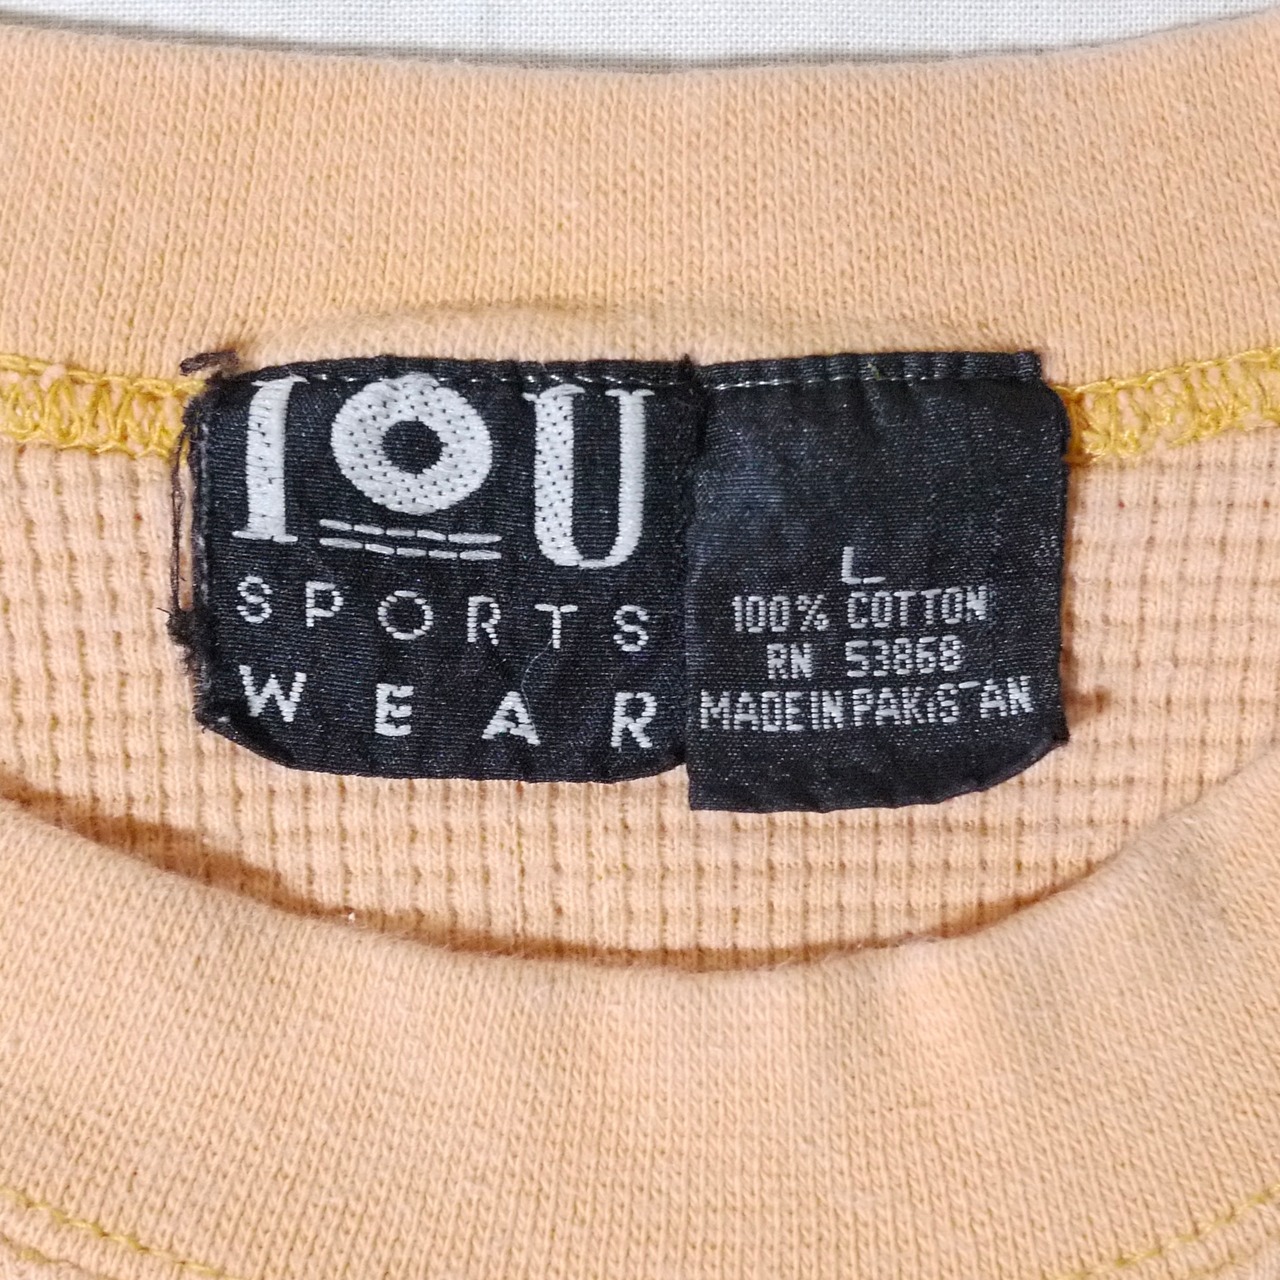 IOU
SPORTS
WEAR
L
100% COTTON
RN 53868
MADE IN PAKISTAN